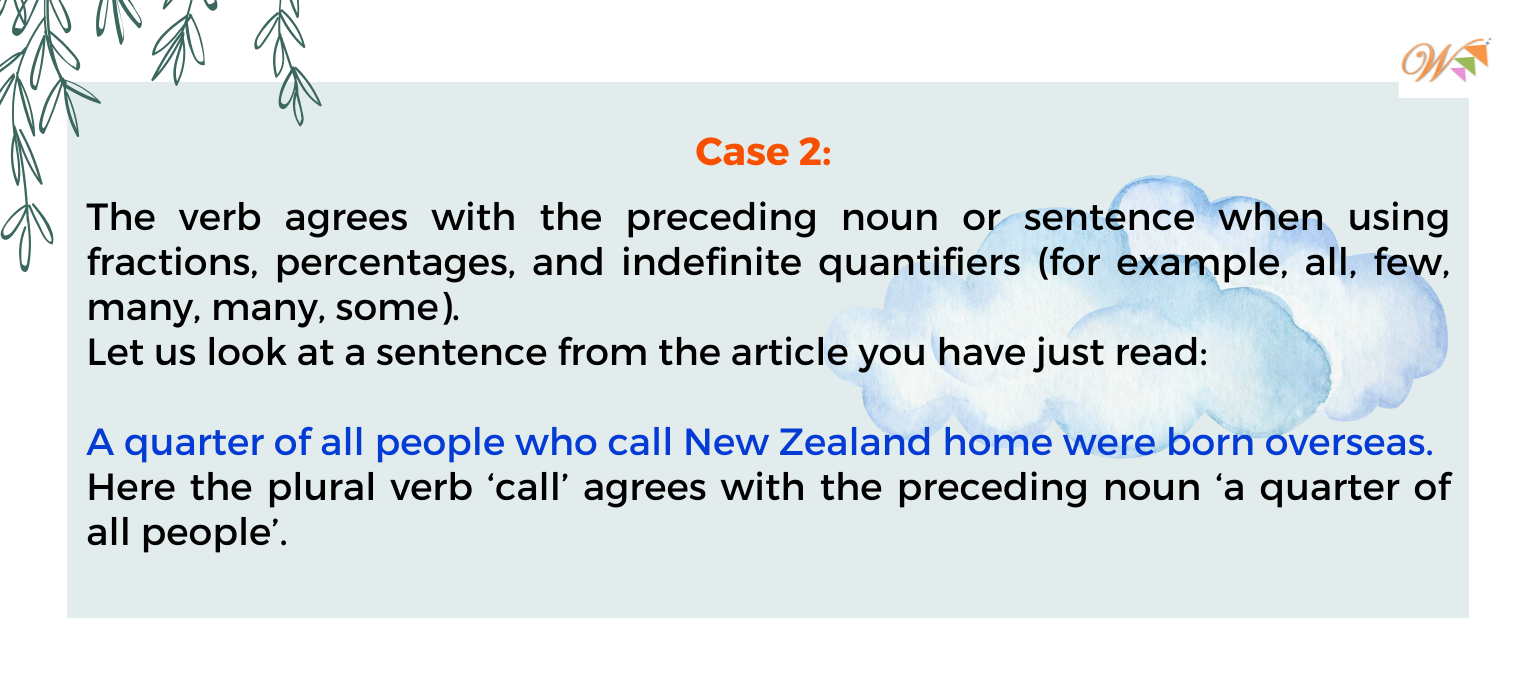 W
Case 2:
The verb agrees with the preceding noun or sentence when using
fractions, percentages, and indefinite quantifiers (for example, all, few,
many, many, some).
Let us look at a sentence from the article you have just read:
A quarter of all people who call New Zealand home were born overseas.
Here the plural verb ‘call’ agrees with the preceding noun ‘a quarter of
all people’.